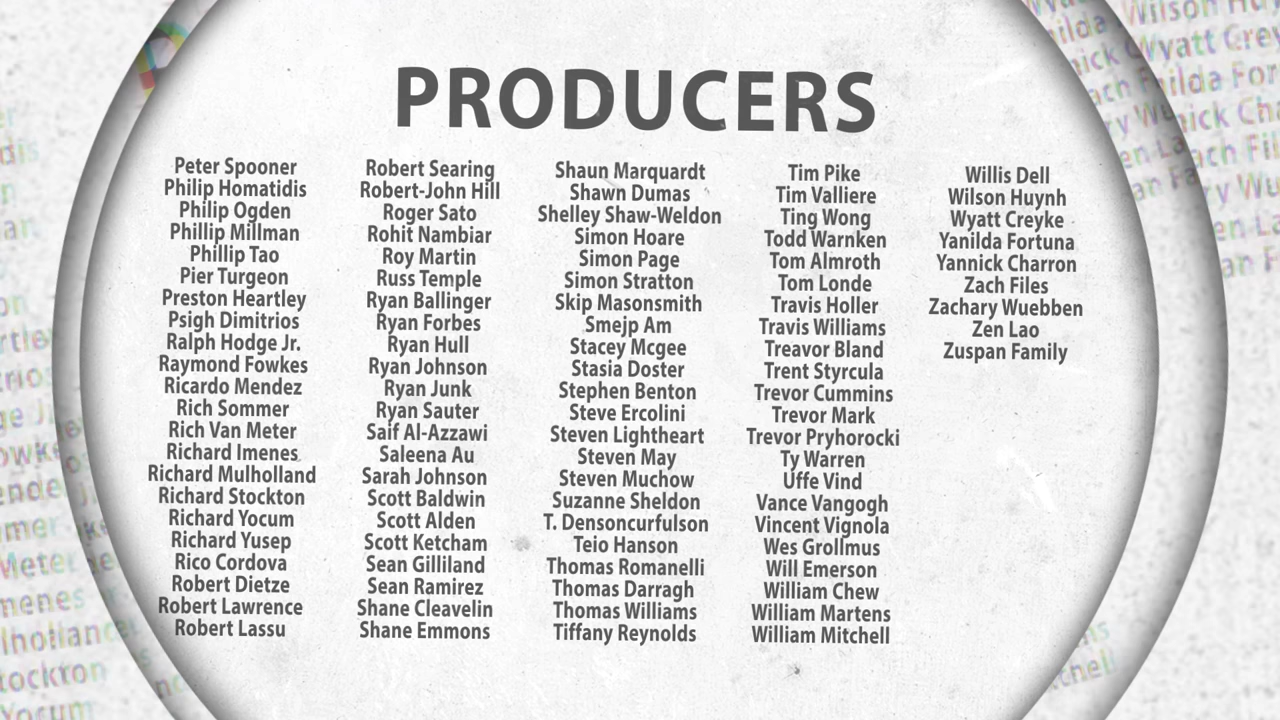 PRODUCERS
Peter Spooner
Philip Homatidis
Philip Ogden
Phillip Millman
Phillip Tao
Pier Turgeon
Preston Heartley
Psigh Dimitrios
Ralph Hodge Jr.
Raymond Fowkes
Ricardo Mendez
Rich Sommer
Rich Van Meter
Richard Imenes
Richard Mulholland
Richard Stockton
Richard Yocum
Richard Yusep
Rico Cordova
Robert Dietze
Robert Lawrence
Robert Lassu
Robert Searing
Robert-John Hill
Roger Sato
Rohit Nambiar
Roy Martin
Russ Temple
Ryan Ballinger
Ryan Forbes
Ryan Hull
Ryan Johnson
Ryan Junk
Ryan Sauter
Saif Al-Azzawi
Saleena Au
Sarah Johnson
Scott Baldwin
Scott Alden
Scott Ketcham
Sean Gilliland
Sean Ramirez
Shane Cleavelin
Shane Emmons
Shaun Marquardt
Shawn Dumas
Shelley Shaw-Weldon
Simon Hoare
Simon Page
Simon Stratton
Skip Masonsmith
Smejp Am
Stacey Mcgee
Stasia Doster
Stephen Benton
Steve Ercolini
Steven Lightheart
Steven May
Steven Muchow
Suzanne Sheldon
T. Densoncurfulson
Teio Hanson
Thomas Romanelli
Thomas Darragh
Thomas Williams
Tiffany Reynolds
Tim Pike
Tim Valliere
Ting Wong
Todd Warnken
Tom Almroth
Tom Londe
Travis Holler
Travis Williams
Treavor Bland
Trent Styrcula
Trevor Cummins
Trevor Mark
Trevor Pryhorocki
Ty Warren
Uffe Vind
Vance Vangogh
Vincent Vignola
Wes Grollmus
Will Emerson
William Chew
William Martens
William Mitchell
Willis Dell
Wilson Huynh
Wyatt Creyke
Yanilda Fortuna
Yannick Charron
Zach Files
Zachary Wuebben
Zen Lao
Zuspan Family